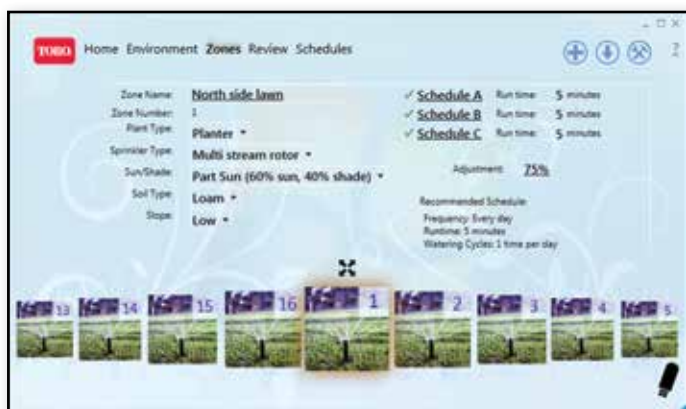 TORO Home Environment Zones Review Schedules ?
Zone Name: North side lawn
Zone Number: 1
Plant Type: Planter
Sprinkler Type: Multi stream rotor
Sun/Shade: Part Sun (60% sun, 40% shade)
Soil Type: Loam
Slope: Low
✓ Schedule A Run time: 5 minutes
✓ Schedule B Run time: 5 minutes
✓ Schedule C Run time: 5 minutes
Adjustment: 75%
Recommended Schedule
Frequency: Every day
Runtime: 5 minutes
Watering Cycles: 1 time per day
13 14 15 16 1 2 3 4 5